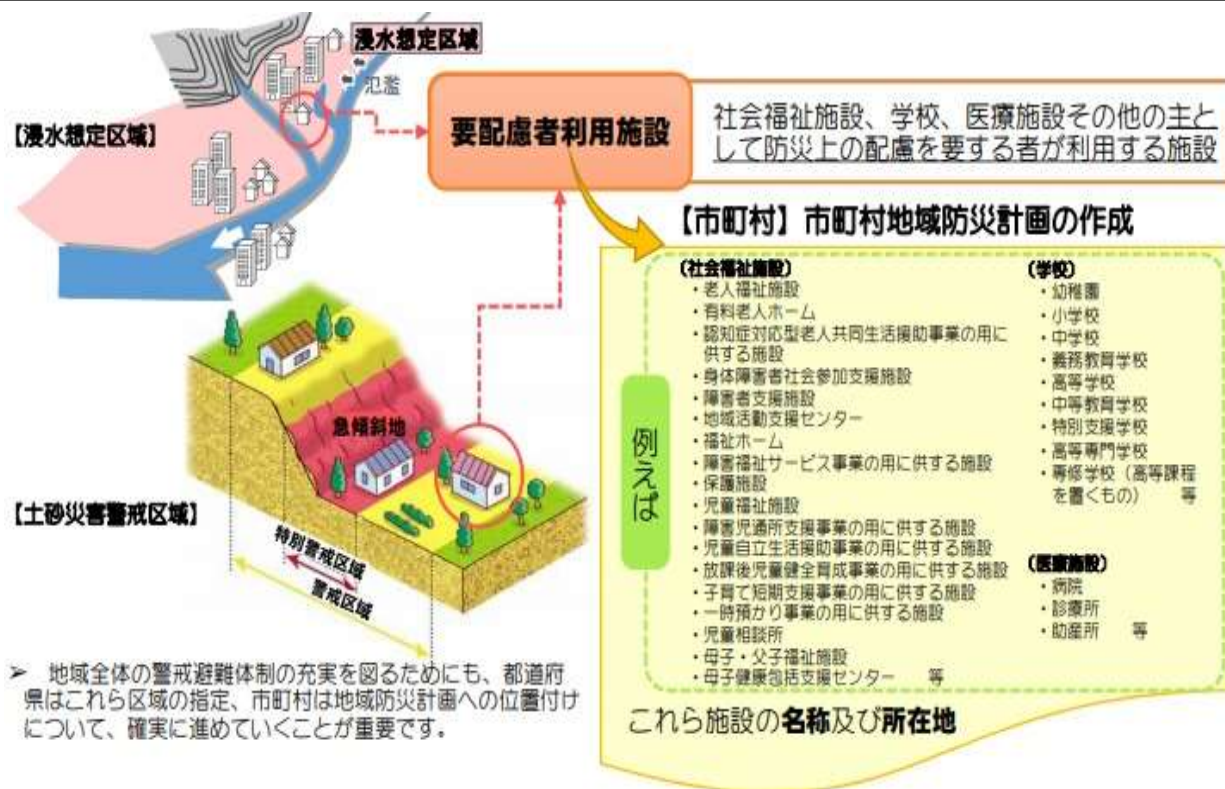 浸水想定区域
氾濫
【浸水想定区域】
要配慮者利用施設
社会福祉施設、学校、医療施設その他の主と
して防災上の配慮を要する者が利用する施設
急傾斜地
【土砂災害警戒区域】
特別警戒区域
警戒区域
➢ 地域全体の警戒避難体制の充実を図るためにも、都道府
県はこれら区域の指定、市町村は地域防災計画への位置付け
について、確実に進めていくことが重要です。
【市町村】市町村地域防災計画の作成
例えば
(社会福祉施設)
・老人福祉施設
・有料老人ホーム
・認知症対応型老人共同生活援助事業の用に
供する施設
・身体障害者社会参加支援施設
・障害者支援施設
・地域活動支援センター
・福祉ホーム
・障害福祉サービス事業の用に供する施設
・保護施設
・児童福祉施設
・障害児通所支援事業の用に供する施設
・児童自立生活援助事業の用に供する施設
・放課後児童健全育成事業の用に供する施設
・子育て短期支援事業の用に供する施設
・一時預かり事業の用に供する施設
・児童相談所
・母子・父子福祉施設
・母子健康包括支援センター 等
(学校)
・幼稚園
・小学校
・中学校
・義務教育学校
・高等学校
・中等教育学校
・特別支援学校
・高等専門学校
・専修学校（高等課程
を置くもの） 等
(医療施設)
・病院
・診療所
・助産所 等
これら施設の名称及び所在地